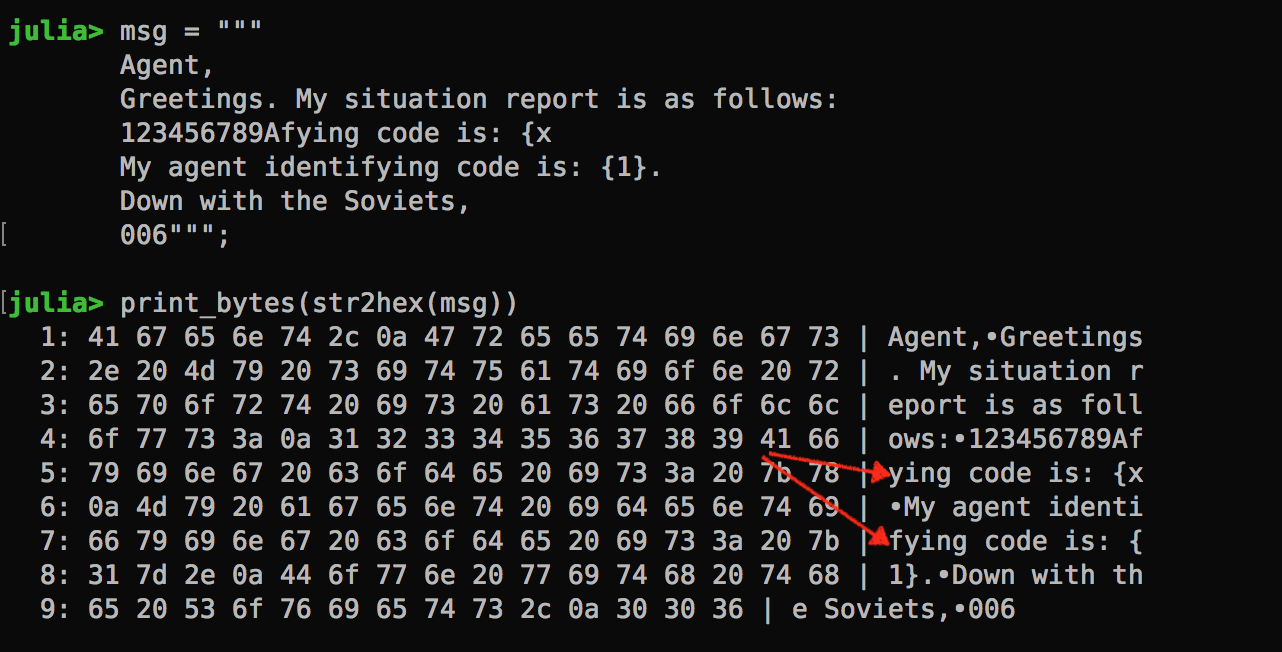 julia> msg = """
       Agent,
       Greetings. My situation report is as follows:
       123456789Afying code is: {x
       My agent identifying code is: {1}.
       Down with the Soviets,
[      006""";
[julia> print_bytes(str2hex(msg))
  1: 41 67 65 6e 74 2c 0a 47 72 65 65 74 69 6e 67 73 | Agent,•Greetings
  2: 2e 20 4d 79 20 73 69 74 75 61 74 69 6f 6e 20 72 | . My situation r
  3: 65 70 6f 72 74 20 69 73 20 61 73 20 66 6f 6c 6c | eport is as foll
  4: 6f 77 73 3a 0a 31 32 33 34 35 36 37 38 39 41 66 | ows:•123456789Af
  5: 79 69 6e 67 20 63 6f 64 65 20 69 73 3a 20 7b 78 | ying code is: {x
  6: 0a 4d 79 20 61 67 65 6e 74 20 69 64 65 6e 74 69 | •My agent identi
  7: 66 79 69 6e 67 20 63 6f 64 65 20 69 73 3a 20 7b | fying code is: {
  8: 31 7d 2e 0a 44 6f 77 6e 20 77 69 74 68 20 74 68 | 1}.•Down with th
  9: 65 20 53 6f 76 69 65 74 73 2c 0a 30 30 36 | e Soviets,•006